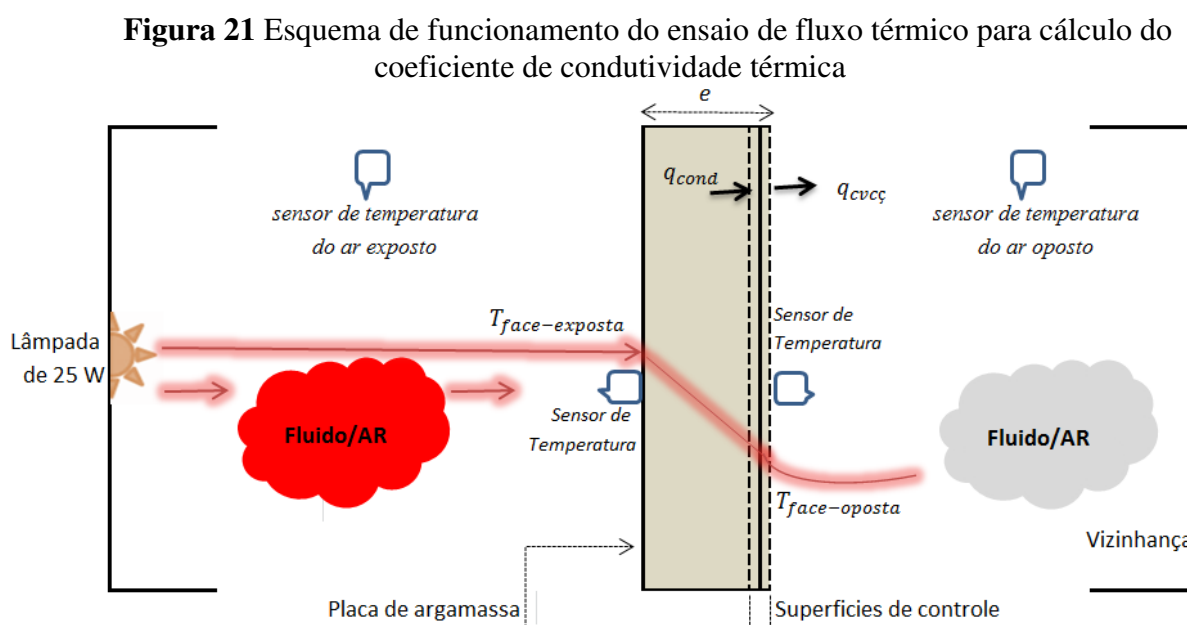 Figura 21 Esquema de funcionamento do ensaio de fluxo térmico para cálculo do
coeficiente de condutividade térmica
e
q_cond
q_cvcç
sensor de temperatura
do ar exposto
sensor de temperatura
do ar oposto
T_face-exposta
Sensor de
Temperatura
Lâmpada
de 25 W
Fluido/AR
Sensor de
Temperatura
Fluido/AR
T_face-oposta
Vizinhança
Placa de argamassa
Superficies de controle